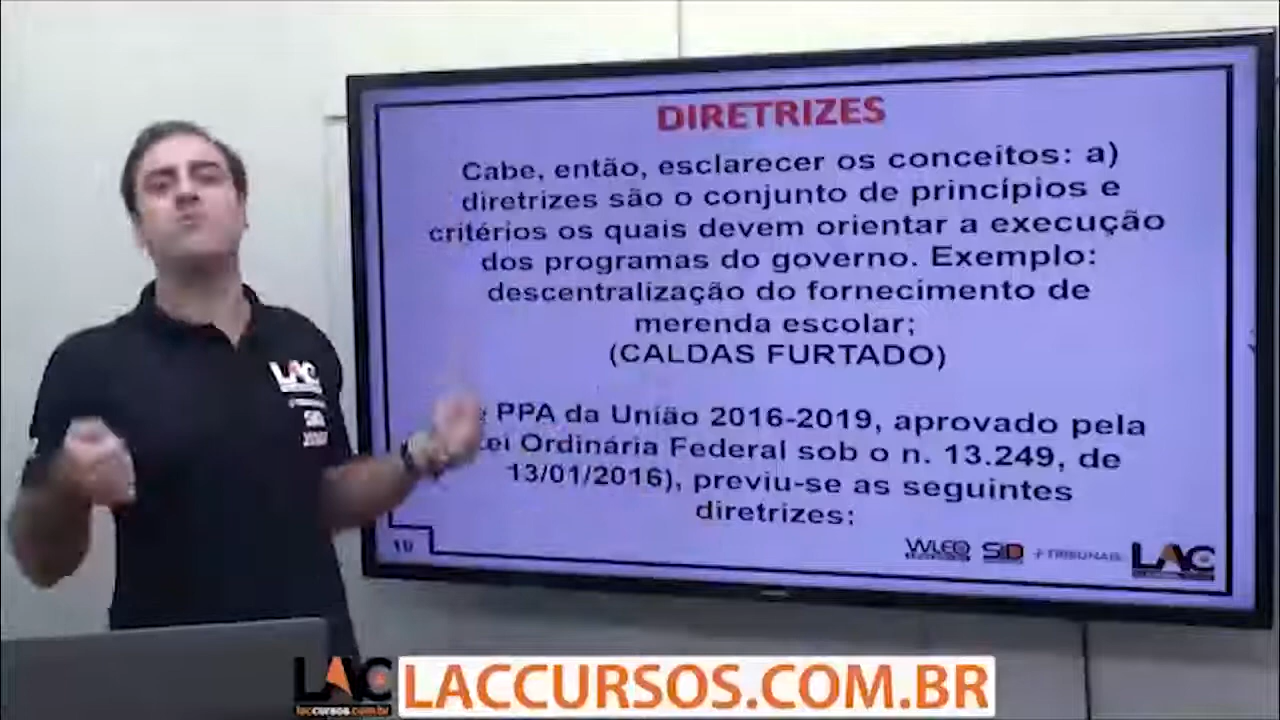 DIRETRIZES
Cabe, então, esclarecer os conceitos: a)
diretrizes são o conjunto de princípios e
critérios os quais devem orientar a execução
dos programas do governo. Exemplo:
descentralização do fornecimento de
merenda escolar;
(CALDAS FURTADO)
PPA da União 2016-2019, aprovado pela
Ordinária Federal sob o n. 13.249, de
13/01/2016), previu-se as seguintes
diretrizes:
10
WLEQ SID +TRIBUNAIS LAC
LAC
LAC
laccursos.com.br
LACCURSOS.COM.BR